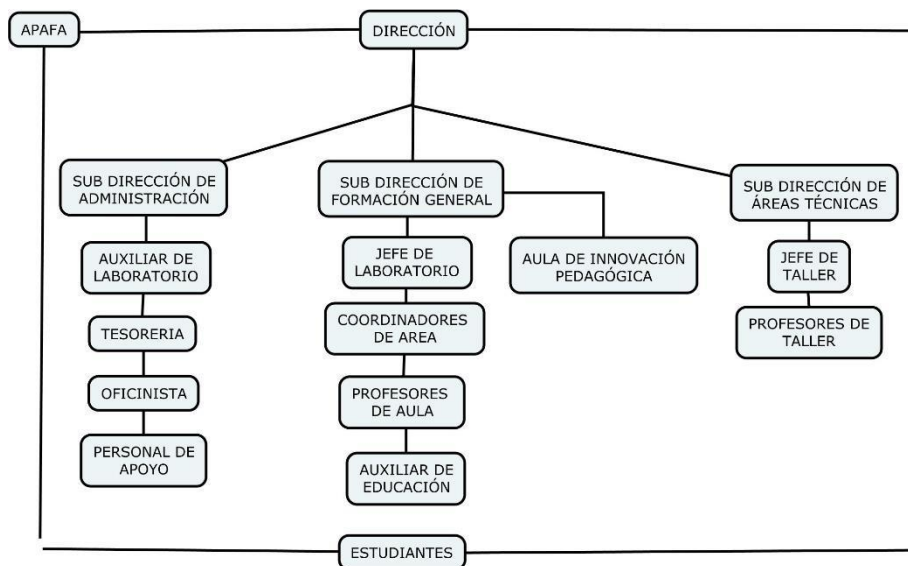 APAFA
DIRECCIÓN
SUB DIRECCIÓN DE
ADMINISTRACIÓN
SUB DIRECCIÓN DE
FORMACIÓN GENERAL
SUB DIRECCIÓN DE
ÁREAS TÉCNICAS
AUXILIAR DE
LABORATORIO
JEFE DE
LABORATORIO
AULA DE INNOVACIÓN
PEDAGÓGICA
JEFE DE
TALLER
TESORERIA
COORDINADORES
DE AREA
PROFESORES DE
TALLER
OFICINISTA
PROFESORES
DE AULA
PERSONAL DE
APOYO
AUXILIAR DE
EDUCACIÓN
ESTUDIANTES